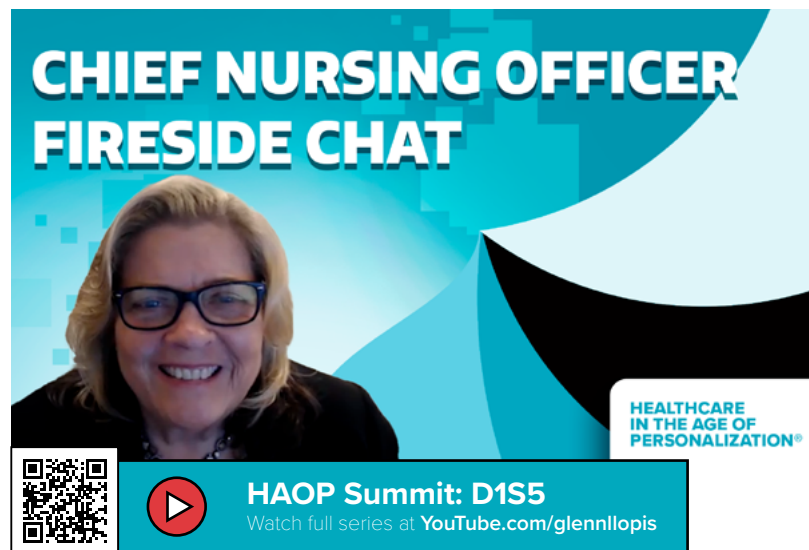 CHIEF NURSING OFFICER
FIRESIDE CHAT
HEALTHCARE
IN THE AGE OF
PERSONALIZATION®
HAOP Summit: D1S5
Watch full series at YouTube.com/glennllopis